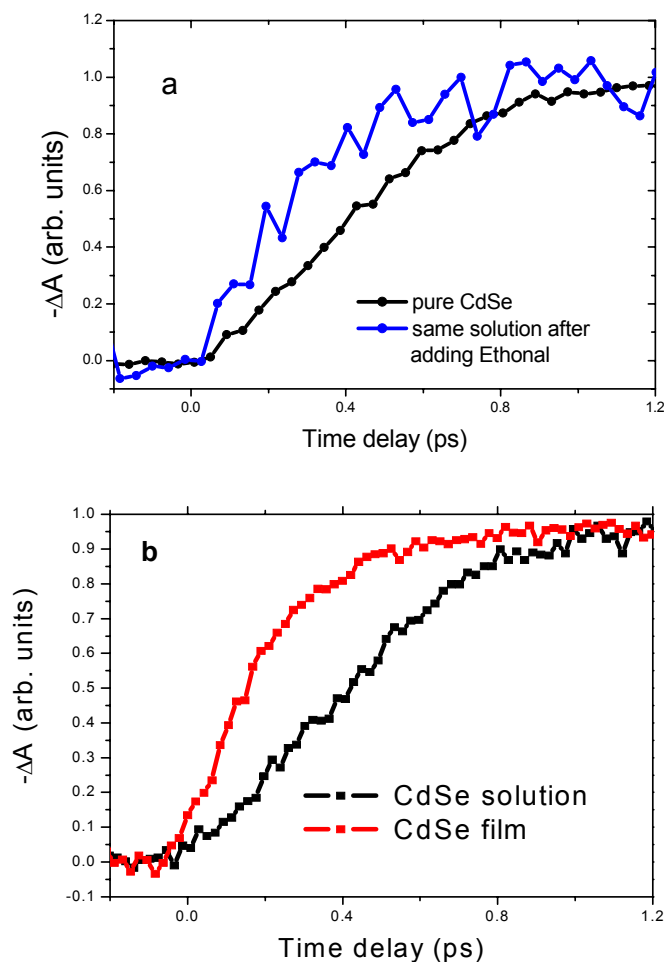 a
-ΔA (arb. units)
1.2
1.0
0.8
0.6
0.4
0.2
0.0
pure CdSe
same solution after
adding Ethonal
0.0 0.4 0.8 1.2
Time delay (ps)
b
-ΔA (arb. units)
1.0
0.9
0.8
0.7
0.6
0.5
0.4
0.3
0.2
0.1
0.0
-0.1
CdSe solution
CdSe film
0.0 0.4 0.8 1.2
Time delay (ps)